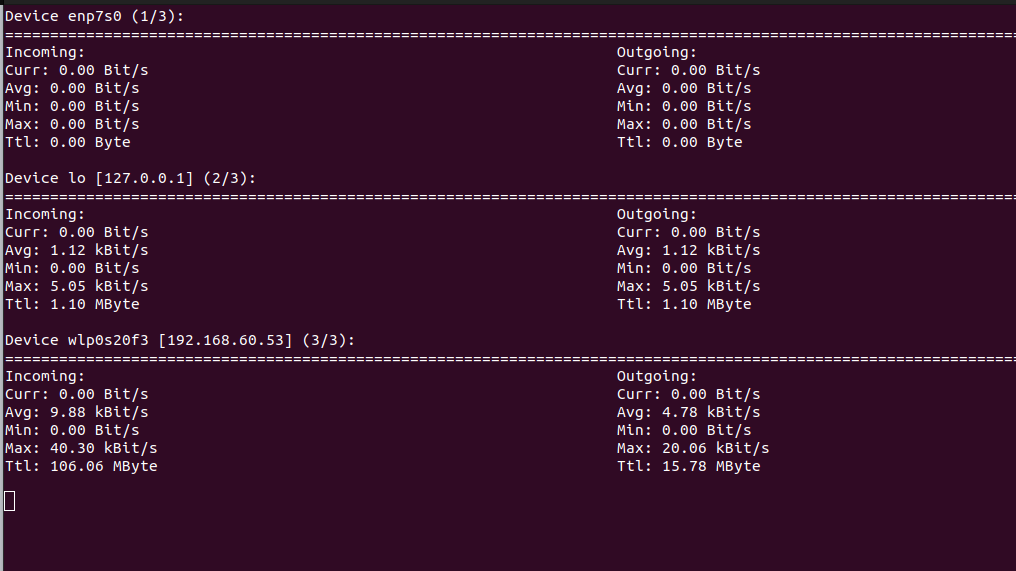 Device enp7s0 (1/3):
================================================================================================================
Incoming: Outgoing:
Curr: 0.00 Bit/s Curr: 0.00 Bit/s
Avg: 0.00 Bit/s Avg: 0.00 Bit/s
Min: 0.00 Bit/s Min: 0.00 Bit/s
Max: 0.00 Bit/s Max: 0.00 Bit/s
Ttl: 0.00 Byte Ttl: 0.00 Byte
Device lo [127.0.0.1] (2/3):
================================================================================================================
Incoming: Outgoing:
Curr: 0.00 Bit/s Curr: 0.00 Bit/s
Avg: 1.12 kBit/s Avg: 1.12 kBit/s
Min: 0.00 Bit/s Min: 0.00 Bit/s
Max: 5.05 kBit/s Max: 5.05 kBit/s
Ttl: 1.10 MByte Ttl: 1.10 MByte
Device wlp0s20f3 [192.168.60.53] (3/3):
================================================================================================================
Incoming: Outgoing:
Curr: 0.00 Bit/s Curr: 0.00 Bit/s
Avg: 9.88 kBit/s Avg: 4.78 kBit/s
Min: 0.00 Bit/s Min: 0.00 Bit/s
Max: 40.30 kBit/s Max: 20.06 kBit/s
Ttl: 106.06 MByte Ttl: 15.78 MByte